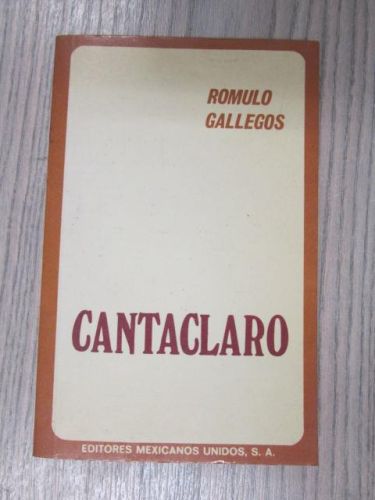 ROMULO
GALLEGOS
CANTACLARO
EDITORES MEXICANOS UNIDOS, S. A.